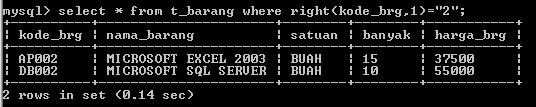 mysql> select * from t_barang where right(kode_brg,1)="2";
+----------+----------------------+--------+--------+-----------+
| kode_brg | nama_barang          | satuan | banyak | harga_brg |
+----------+----------------------+--------+--------+-----------+
| AP002    | MICROSOFT EXCEL 2003 | BUAH   | 15     | 37500     |
| DB002    | MICROSOFT SQL SERVER | BUAH   | 10     | 55000     |
+----------+----------------------+--------+--------+-----------+
2 rows in set (0.14 sec)